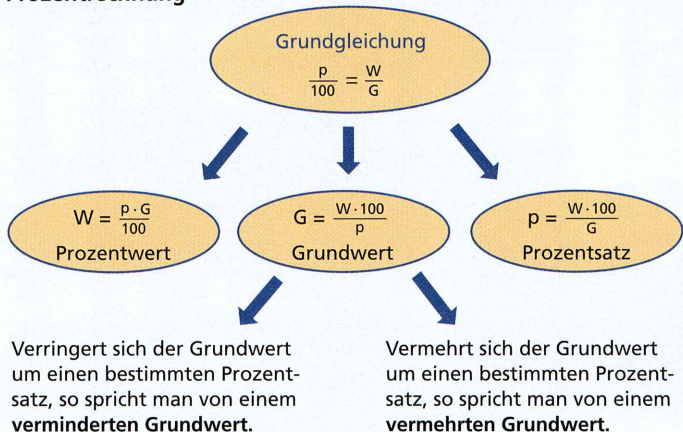 Prozentrechnung
Grundgleichung
p/100 = W/G
W = p · G/100
Prozentwert
G = W · 100/p
Grundwert
p = W · 100/G
Prozentsatz
Verringert sich der Grundwert
um einen bestimmten Prozent-
satz, so spricht man von einem
verminderten Grundwert.
Vermehrt sich der Grundwert
um einen bestimmten Prozent-
satz, so spricht man von einem
vermehrten Grundwert.